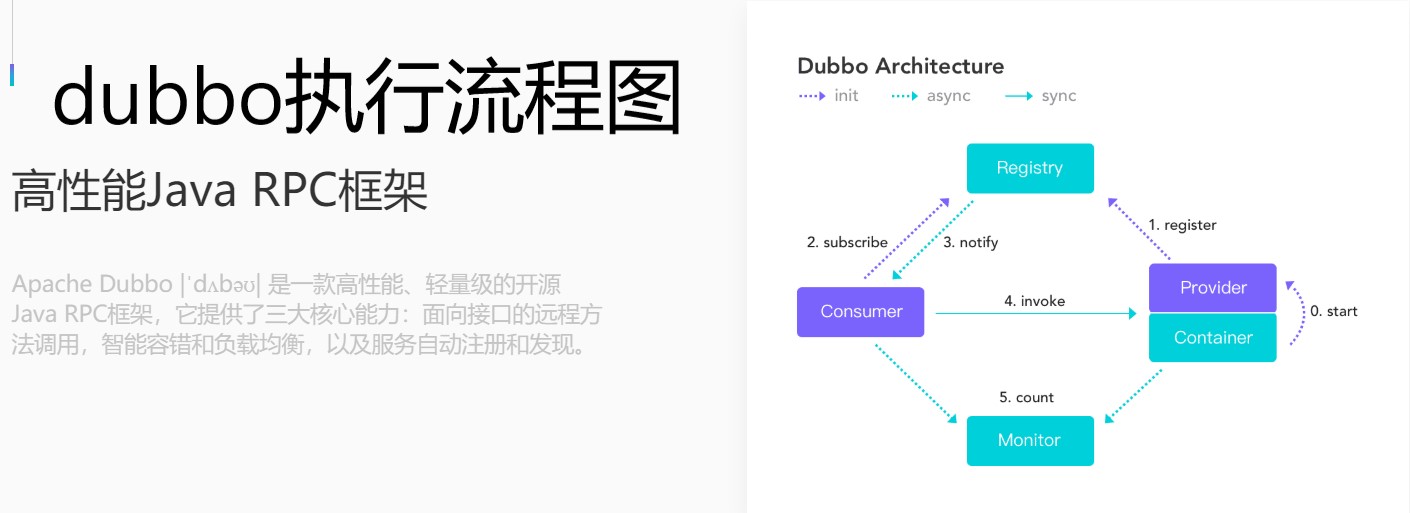 dubbo执行流程图
高性能Java RPC框架
Apache Dubbo |ˈdʌbəʊ| 是一款高性能、轻量级的开源
Java RPC框架，它提供了三大核心能力：面向接口的远程方
法调用，智能容错和负载均衡，以及服务自动注册和发现。
Dubbo Architecture
init async sync
Registry
1. register
2. subscribe 3. notify
Provider
Consumer 4. invoke 0. start
Container
5. count
Monitor